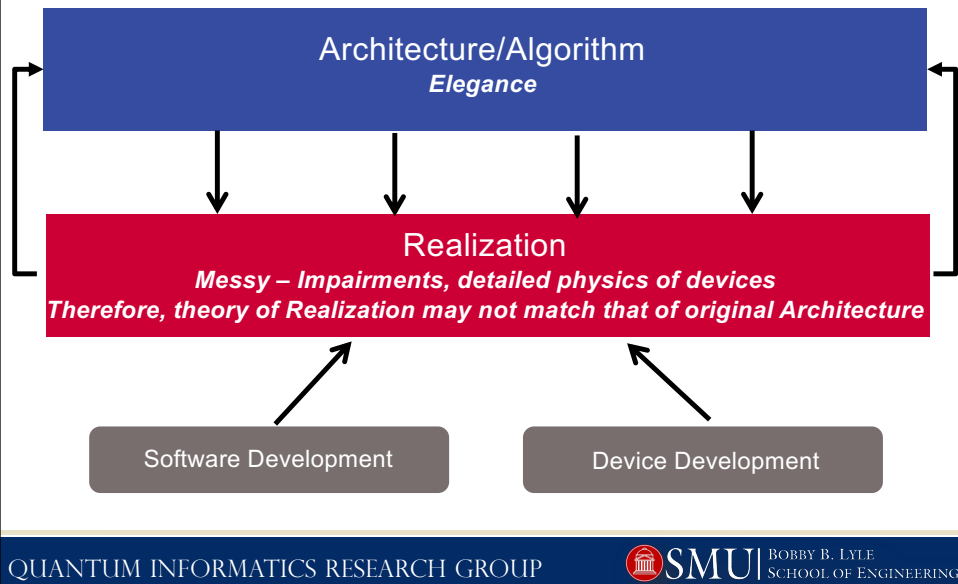 Architecture/Algorithm
Elegance
Realization
Messy – Impairments, detailed physics of devices
Therefore, theory of Realization may not match that of original Architecture
Software Development
Device Development
QUANTUM INFORMATICS RESEARCH GROUP
SMU
BOBBY B. LYLE
SCHOOL OF ENGINEERING